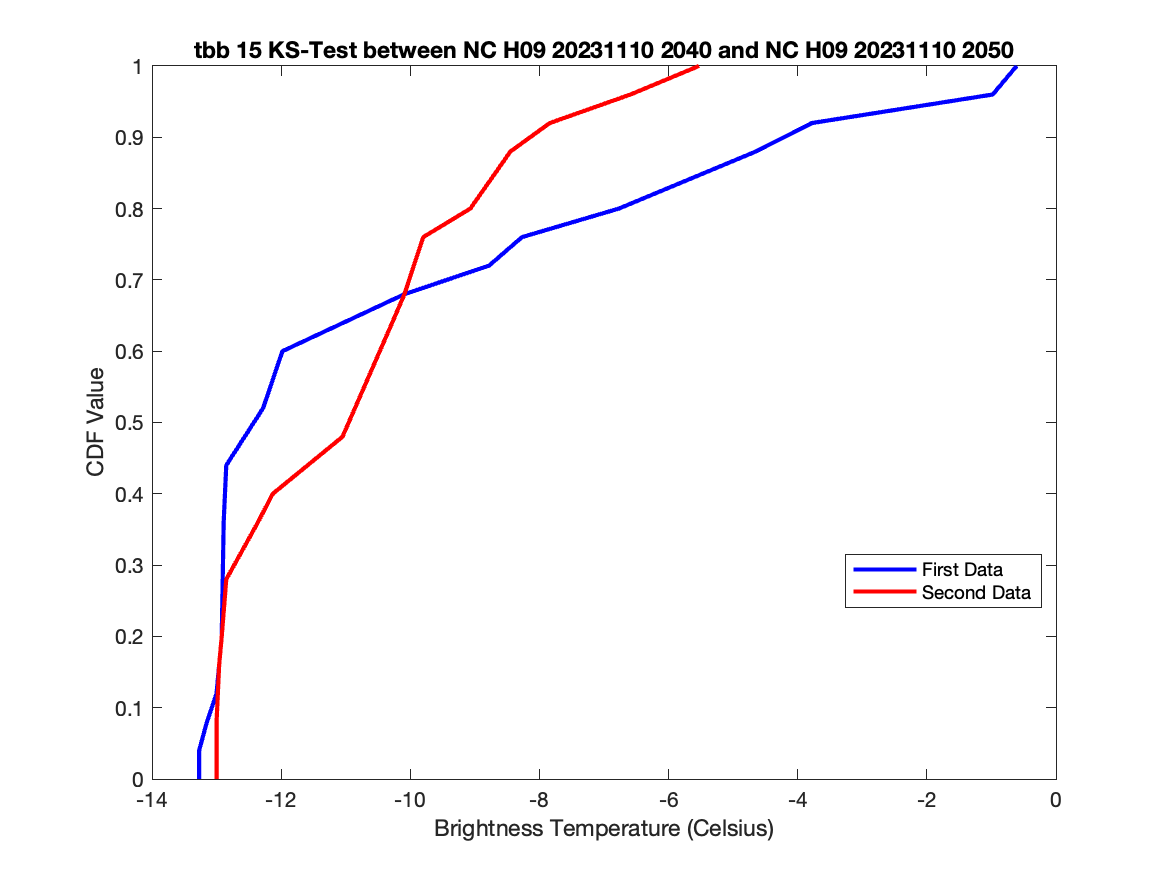 tbb 15 KS-Test between NC H09 20231110 2040 and NC H09 20231110 2050
1
0.9
0.8
0.7
0.6
0.5
0.4
0.3
0.2
0.1
0
CDF Value
-14 -12 -10 -8 -6 -4 -2 0
Brightness Temperature (Celsius)
First Data
Second Data